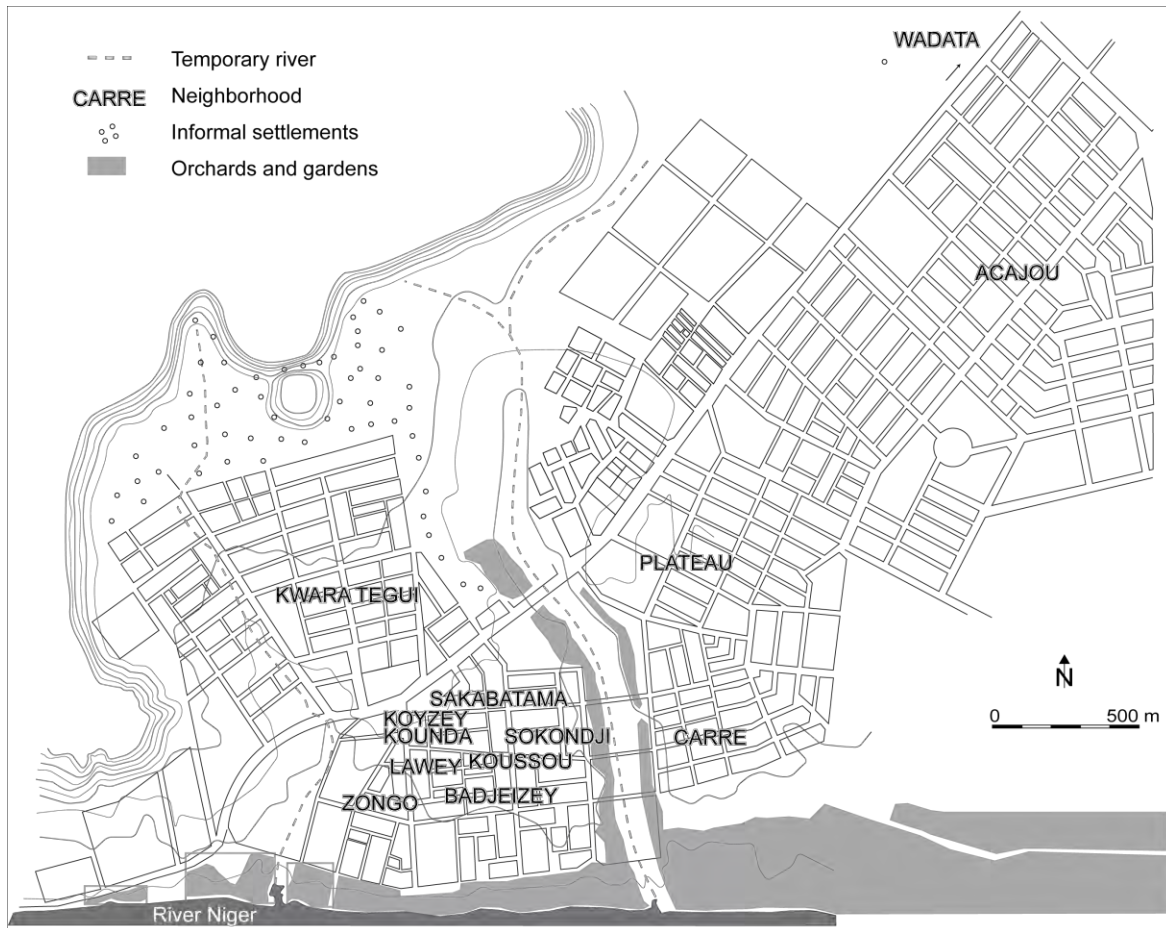 WADATA
Temporary river
CARRE Neighborhood
Informal settlements
Orchards and gardens
ACAJOU
PLATEAU
KWARA TEGUI
N
SAKABATAMA
KOYZEY
KOUNDA
SOKONDJI
CARRE
0 500 m
LAWEY
KOUSSOU
ZONGO
BADJEIZEY
River Niger